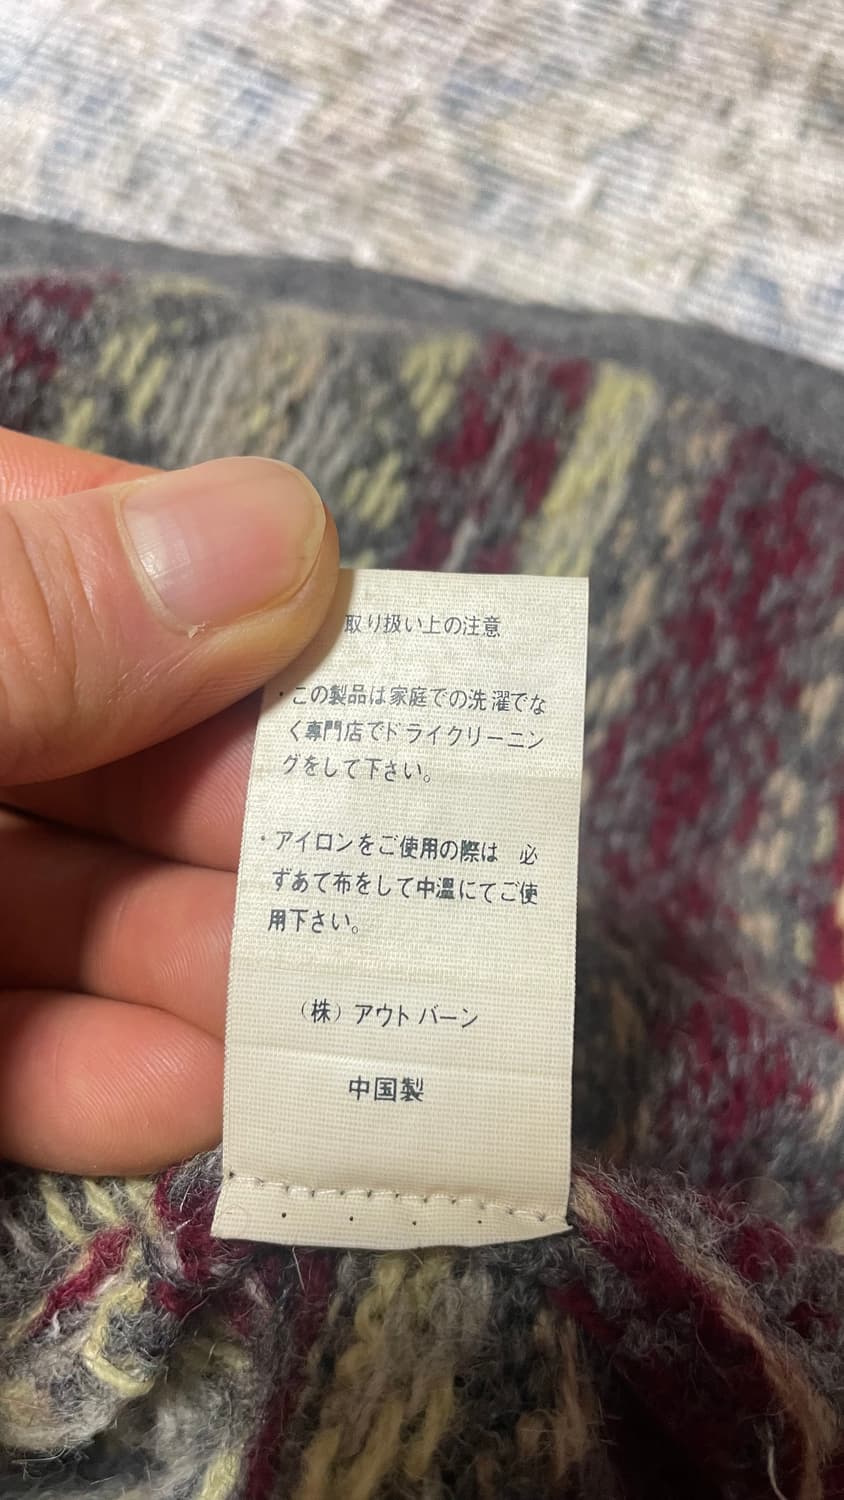 取り扱い上の注意
・この製品は家庭での洗濯でな
く専門店でドライクリーニン
グをして下さい。
・アイロンをご使用の際は 必
ずあて布をして中温にてご使
用下さい。
（株）アウトバーン
中国製